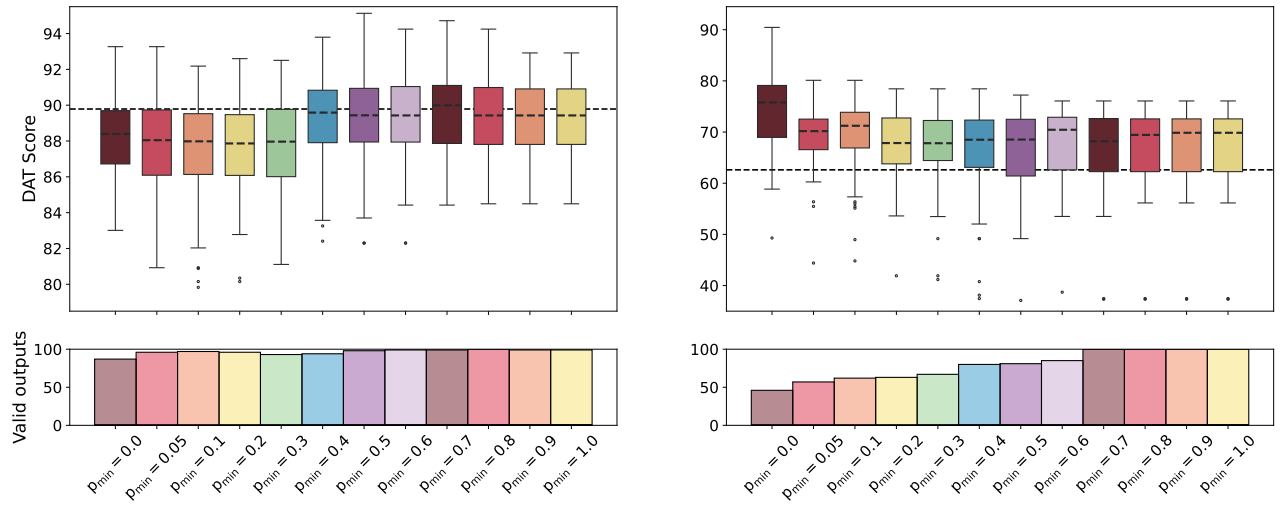 94
92
90
88
86
84
82
80
DAT Score
90
80
70
60
50
40
100
50
0
Valid outputs
100
50
0
p_min = 0.0
p_min = 0.05
p_min = 0.1
p_min = 0.2
p_min = 0.3
p_min = 0.4
p_min = 0.5
p_min = 0.6
p_min = 0.7
p_min = 0.8
p_min = 0.9
p_min = 1.0
p_min = 0.0
p_min = 0.05
p_min = 0.1
p_min = 0.2
p_min = 0.3
p_min = 0.4
p_min = 0.5
p_min = 0.6
p_min = 0.7
p_min = 0.8
p_min = 0.9
p_min = 1.0